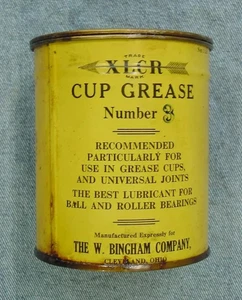 TRADE
XLCR
MARK
CUP GREASE
Number 3
RECOMMENDED
PARTICULARLY FOR
USE IN GREASE CUPS,
AND UNIVERSAL JOINTS
THE BEST LUBRICANT FOR
BALL AND ROLLER BEARINGS
Manufactured Expressly for
THE W. BINGHAM COMPANY,
CLEVELAND, OHIO